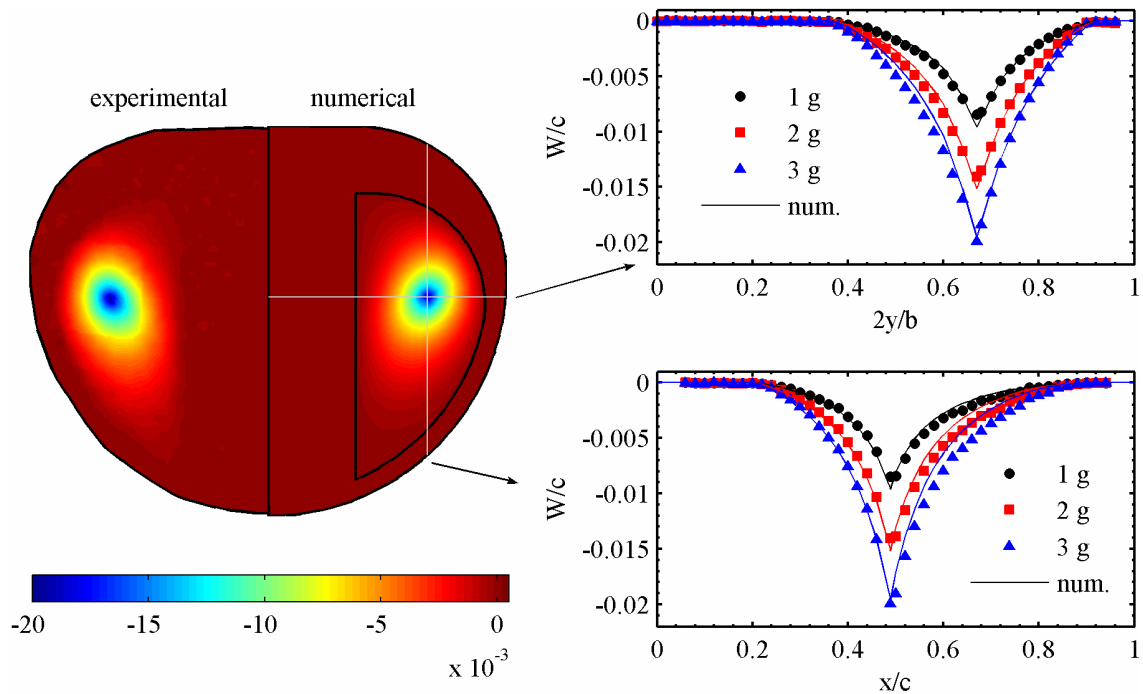 experimental
numerical
-20
-15
-10
-5
0
x 10⁻³
0
-0.005
-0.01
-0.015
-0.02
W/c
1 g
2 g
3 g
num.
0
0.2
0.4
0.6
0.8
1
2y/b
0
-0.005
-0.01
-0.015
-0.02
W/c
1 g
2 g
3 g
num.
0
0.2
0.4
0.6
0.8
1
x/c